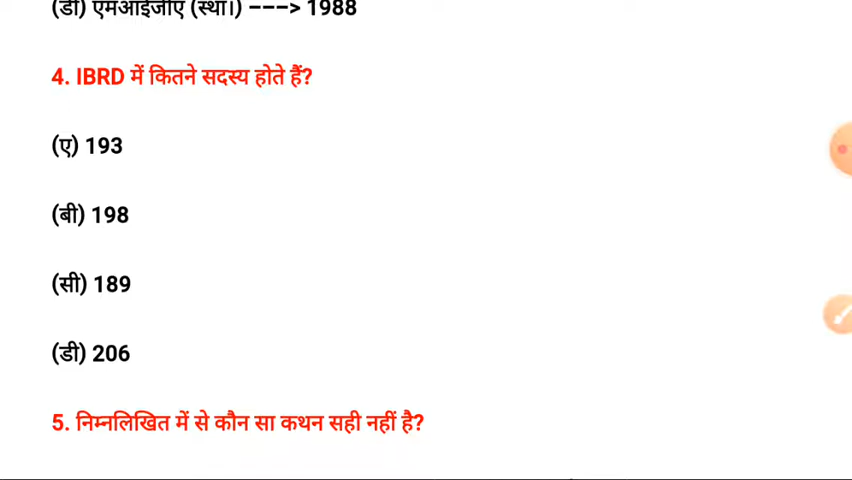 (डी) एमआईजीए (स्था।) –––> 1988
4. IBRD में कितने सदस्य होते हैं?
(ए) 193
(बी) 198
(सी) 189
(डी) 206
5. निम्नलिखित में से कौन सा कथन सही नहीं है?